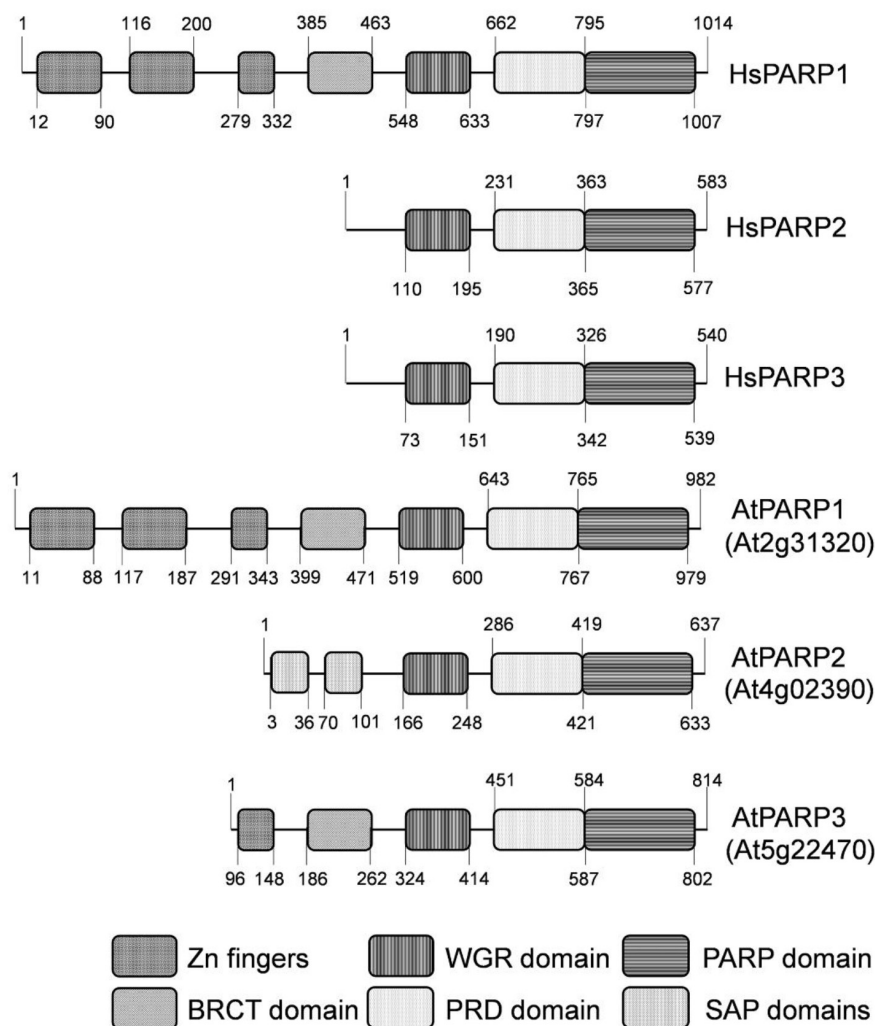 1 116 200 385 463 662 795 1014
HsPARP1
12 90 279 332 548 633 797 1007
1 231 363 583
HsPARP2
110 195 365 577
1 190 326 540
HsPARP3
73 151 342 539
1 643 765 982
AtPARP1
(At2g31320)
11 88 117 187 291 343 399 471 519 600 767 979
1 286 419 637
AtPARP2
(At4g02390)
3 36 70 101 166 248 421 633
1 451 584 814
AtPARP3
(At5g22470)
96 148 186 262 324 414 587 802
Zn fingers WGR domain PARP domain
BRCT domain PRD domain SAP domains